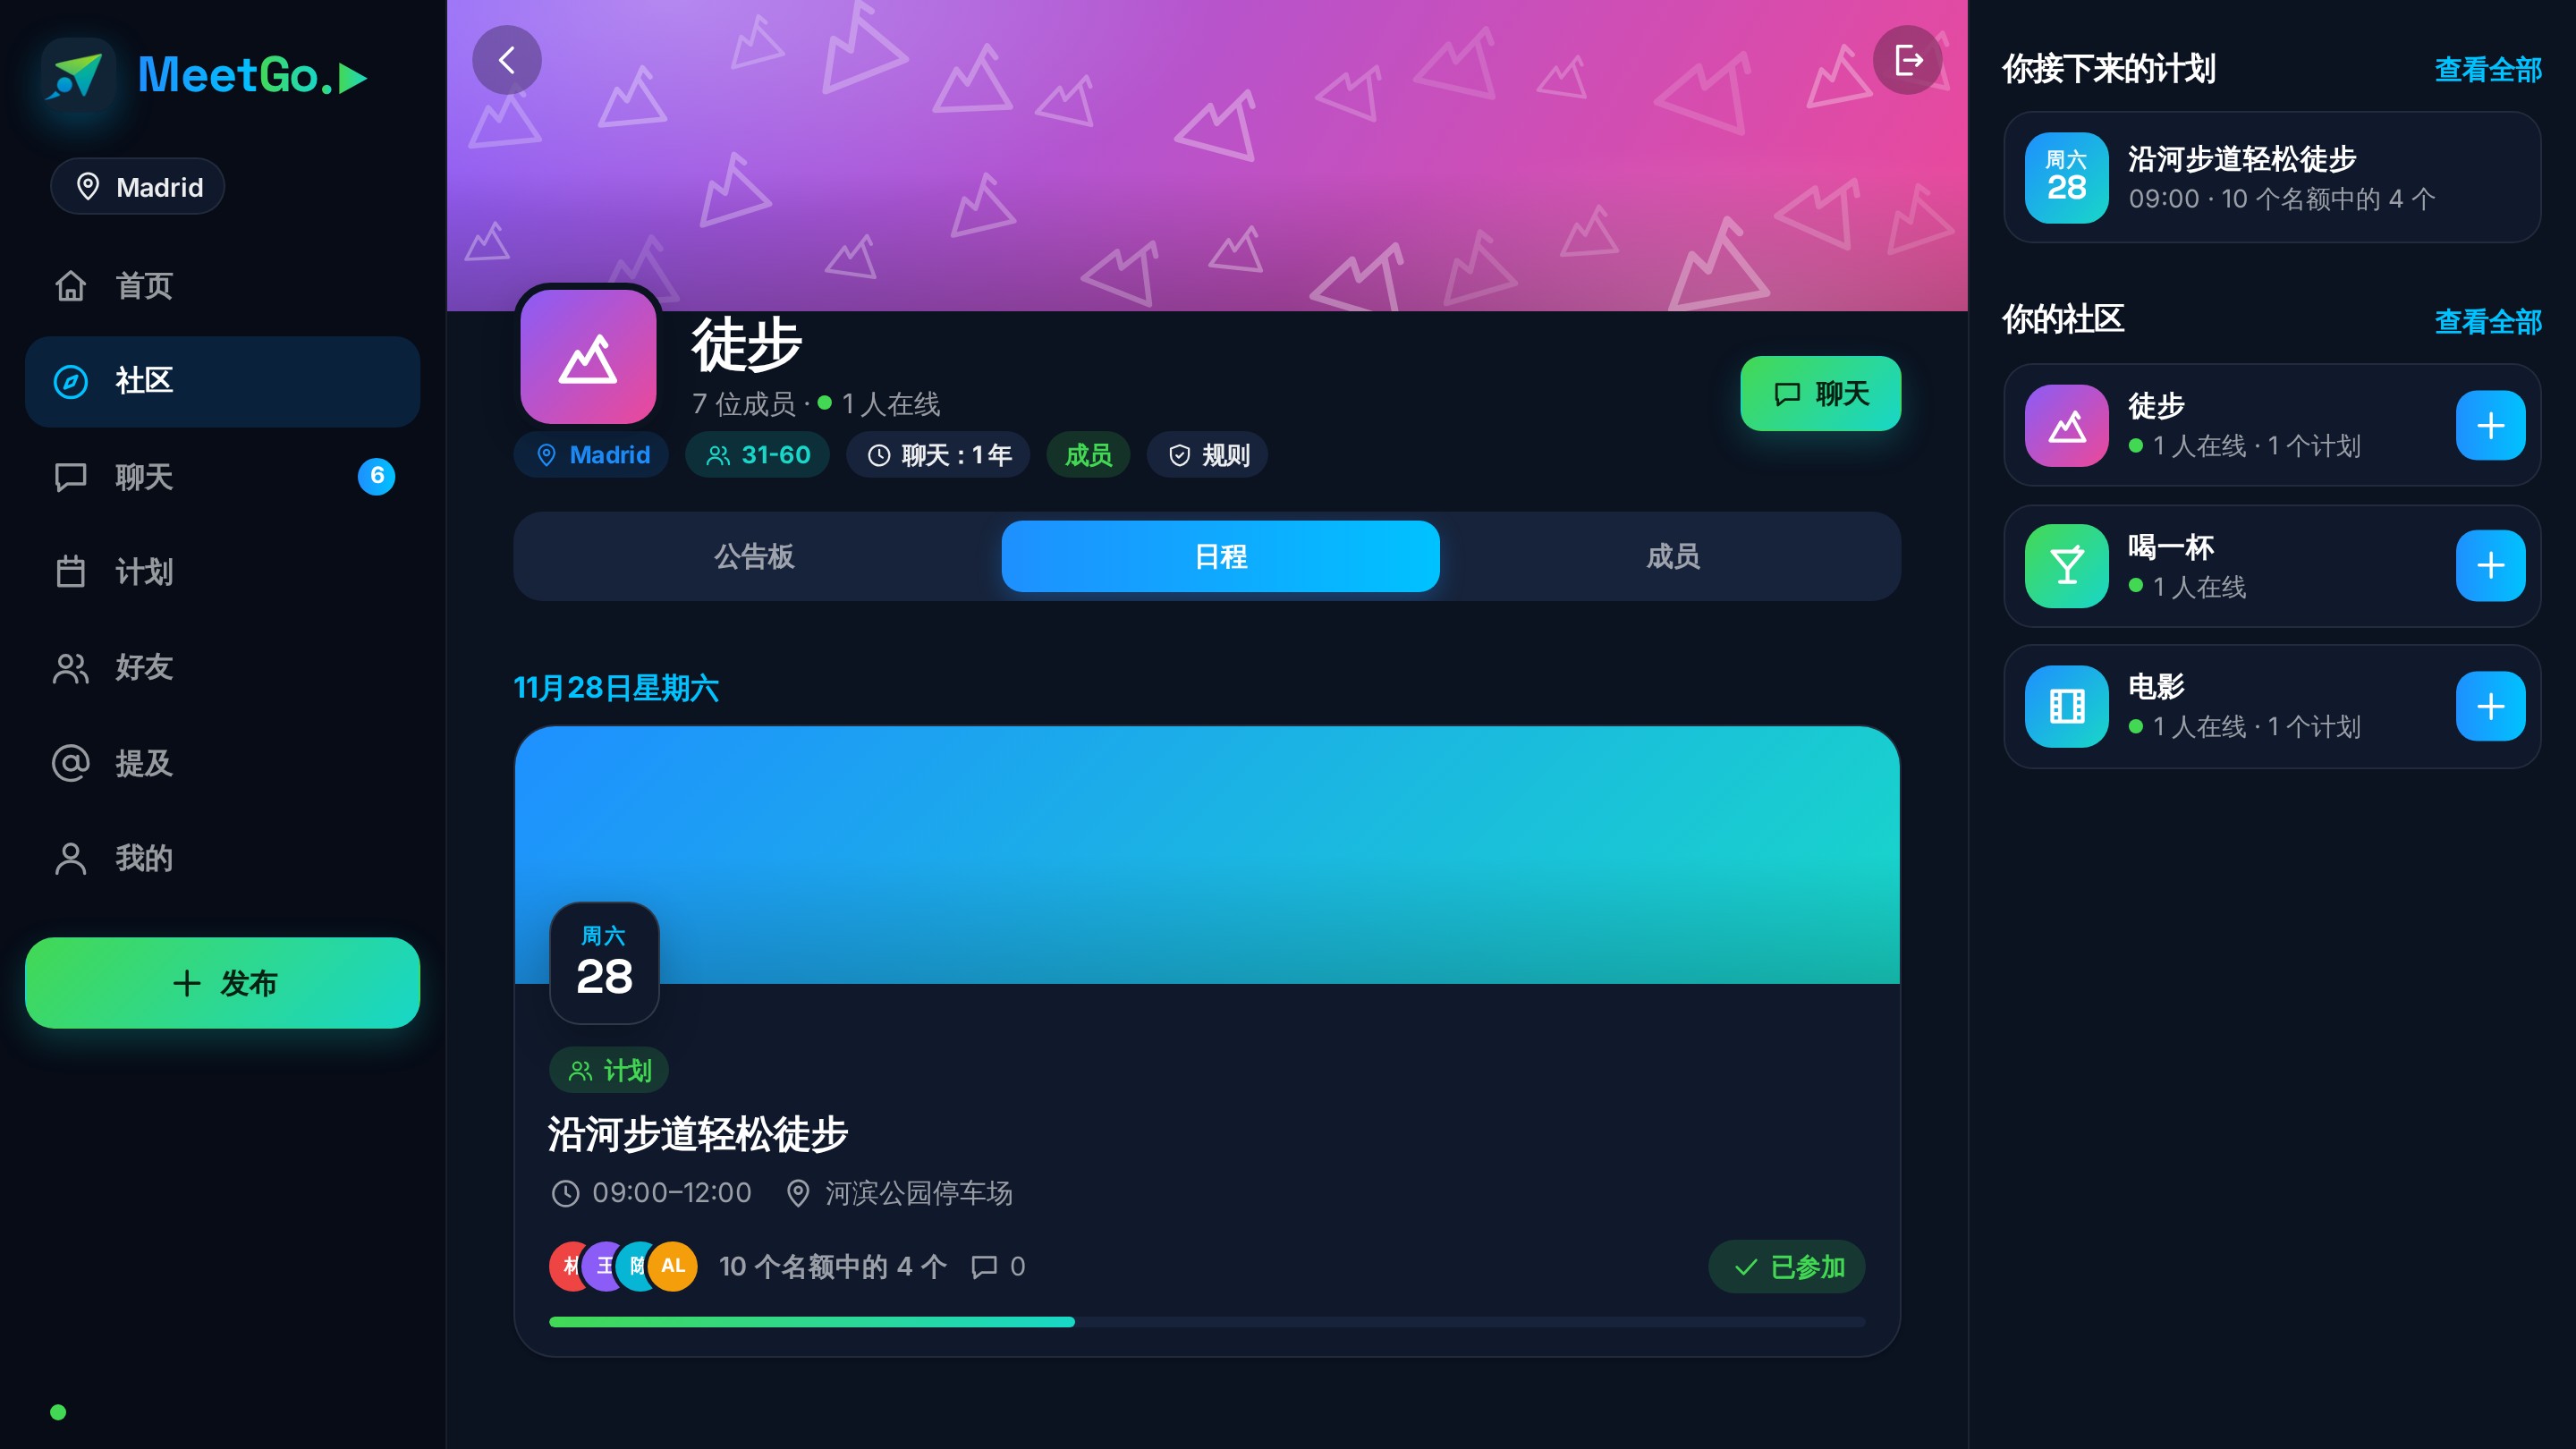 MeetGo.
Madrid
首页
社区
聊天
6
计划
好友
提及
我的
发布
徒步
7 位成员 · 1 人在线
聊天
Madrid
31-60
聊天：1 年
成员
规则
公告板
日程
成员
11月28日星期六
周六
28
计划
沿河步道轻松徒步
09:00–12:00
河滨公园停车场
王
AL
10 个名额中的 4 个
0
已参加
你接下来的计划
查看全部
周六
28
沿河步道轻松徒步
09:00 · 10 个名额中的 4 个
你的社区
查看全部
徒步
1 人在线 · 1 个计划
喝一杯
1 人在线
电影
1 人在线 · 1 个计划